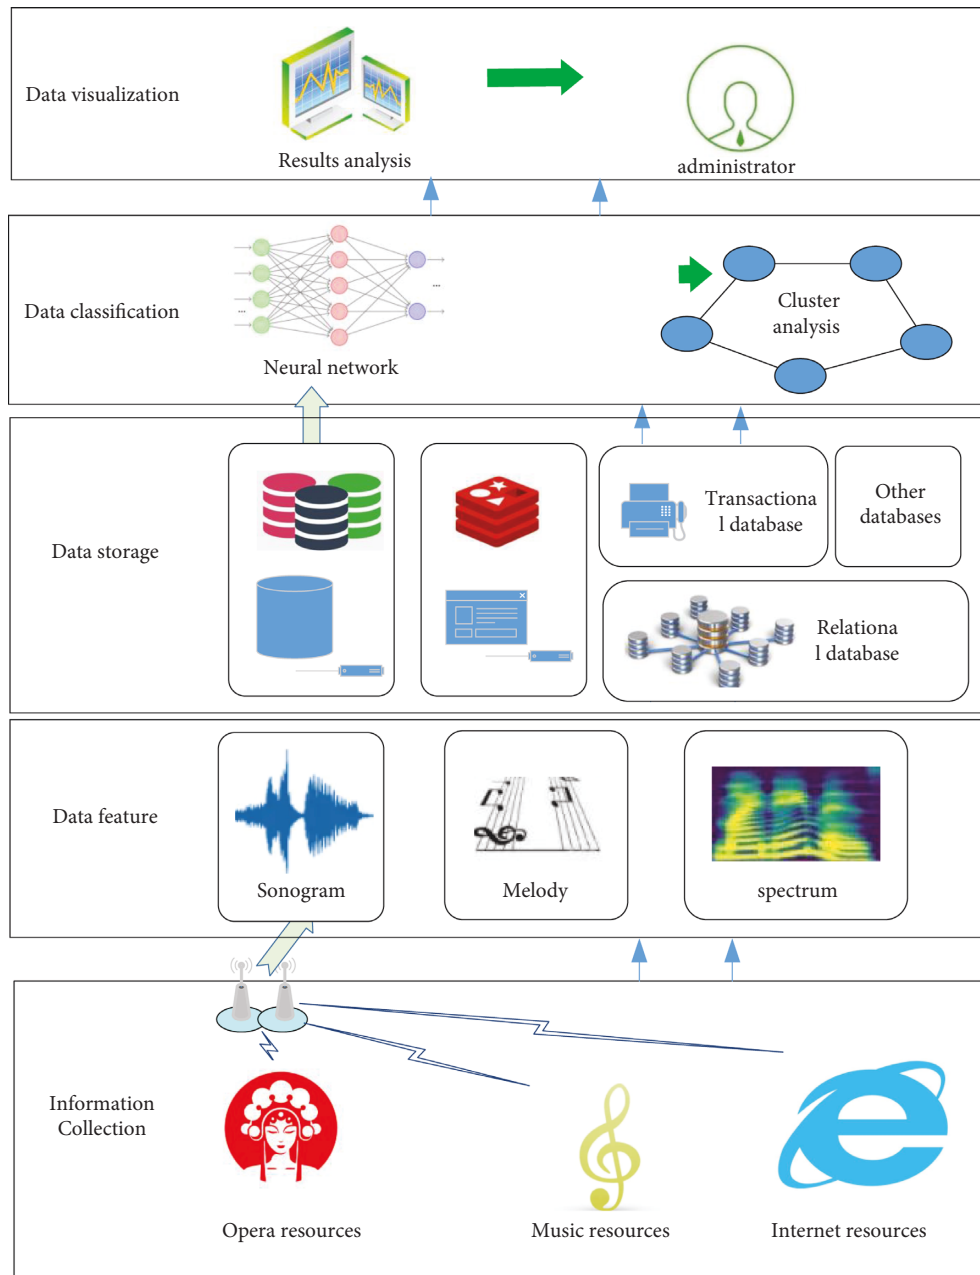 Data visualization
Results analysis
administrator
Data classification
...
...
...
Neural network
Cluster
analysis
Data storage
Transactiona
l database
Other
databases
Relationa
l database
Data feature
Sonogram
Melody
spectrum
Information
Collection
Opera resources
Music resources
Internet resources